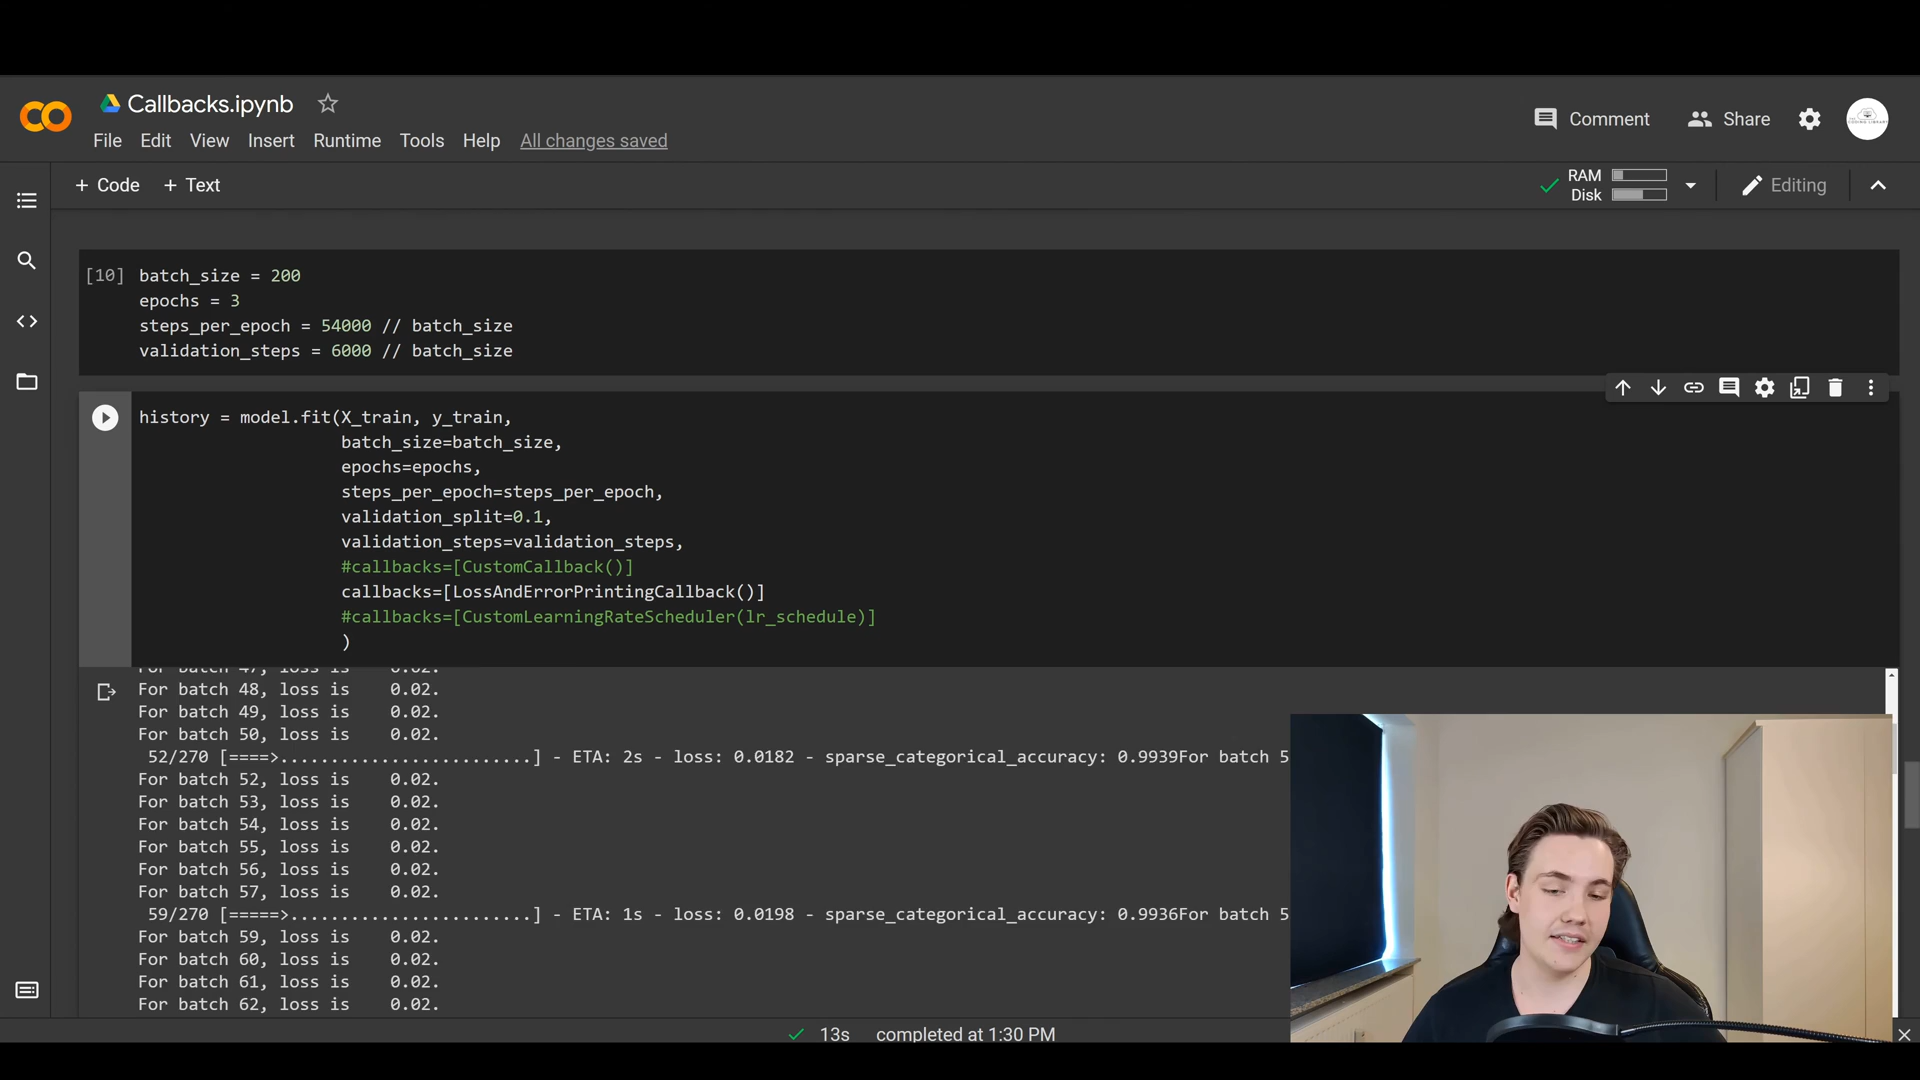 Callbacks.ipynb
File Edit View Insert Runtime Tools Help All changes saved
Comment Share
+ Code + Text
RAM
Disk
Editing
[10] batch_size = 200
epochs = 3
steps_per_epoch = 54000 // batch_size
validation_steps = 6000 // batch_size
history = model.fit(X_train, y_train,
batch_size=batch_size,
epochs=epochs,
steps_per_epoch=steps_per_epoch,
validation_split=0.1,
validation_steps=validation_steps,
#callbacks=[CustomCallback()]
callbacks=[LossAndErrorPrintingCallback()]
#callbacks=[CustomLearningRateScheduler(lr_schedule)]
)
For batch 47, loss is 0.02.
For batch 48, loss is 0.02.
For batch 49, loss is 0.02.
For batch 50, loss is 0.02.
52/270 [====>.........................] - ETA: 2s - loss: 0.0182 - sparse_categorical_accuracy: 0.9939For batch 5
For batch 52, loss is 0.02.
For batch 53, loss is 0.02.
For batch 54, loss is 0.02.
For batch 55, loss is 0.02.
For batch 56, loss is 0.02.
For batch 57, loss is 0.02.
59/270 [=====>........................] - ETA: 1s - loss: 0.0198 - sparse_categorical_accuracy: 0.9936For batch 5
For batch 59, loss is 0.02.
For batch 60, loss is 0.02.
For batch 61, loss is 0.02.
For batch 62, loss is 0.02.
13s completed at 1:30 PM